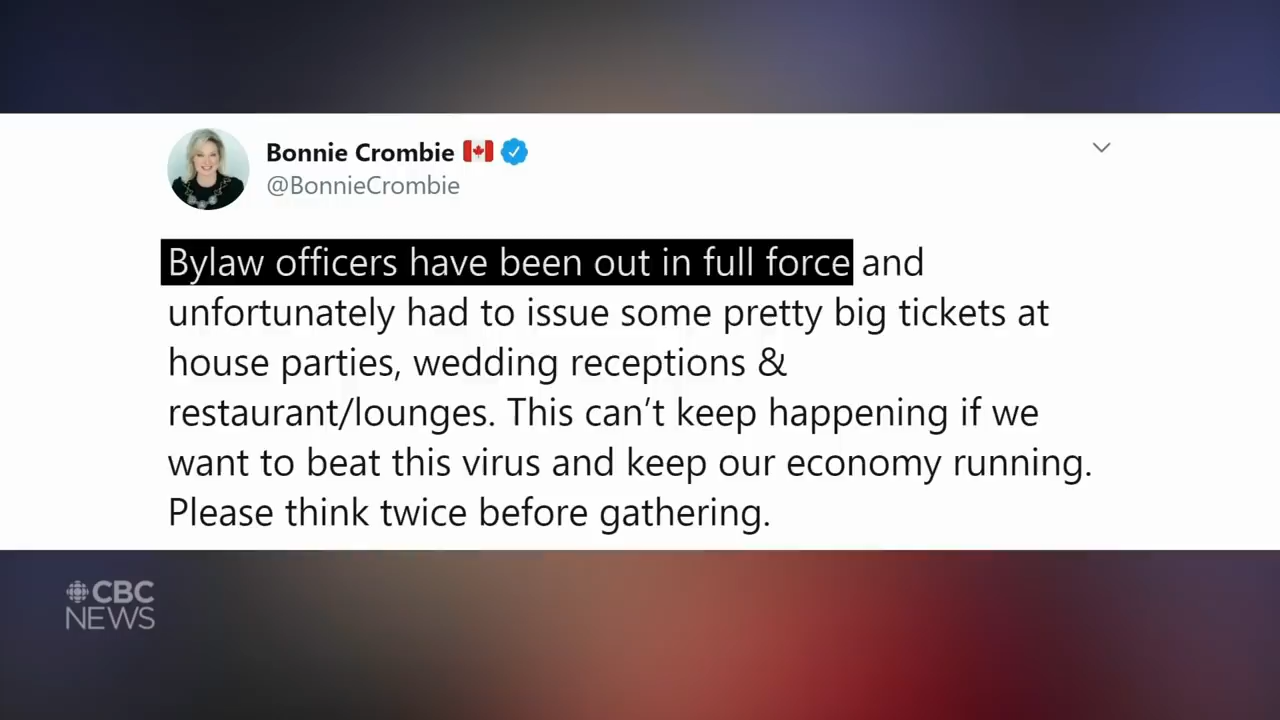 Bonnie Crombie
@BonnieCrombie
Bylaw officers have been out in full force and
unfortunately had to issue some pretty big tickets at
house parties, wedding receptions &
restaurant/lounges. This can’t keep happening if we
want to beat this virus and keep our economy running.
Please think twice before gathering.
CBC
NEWS